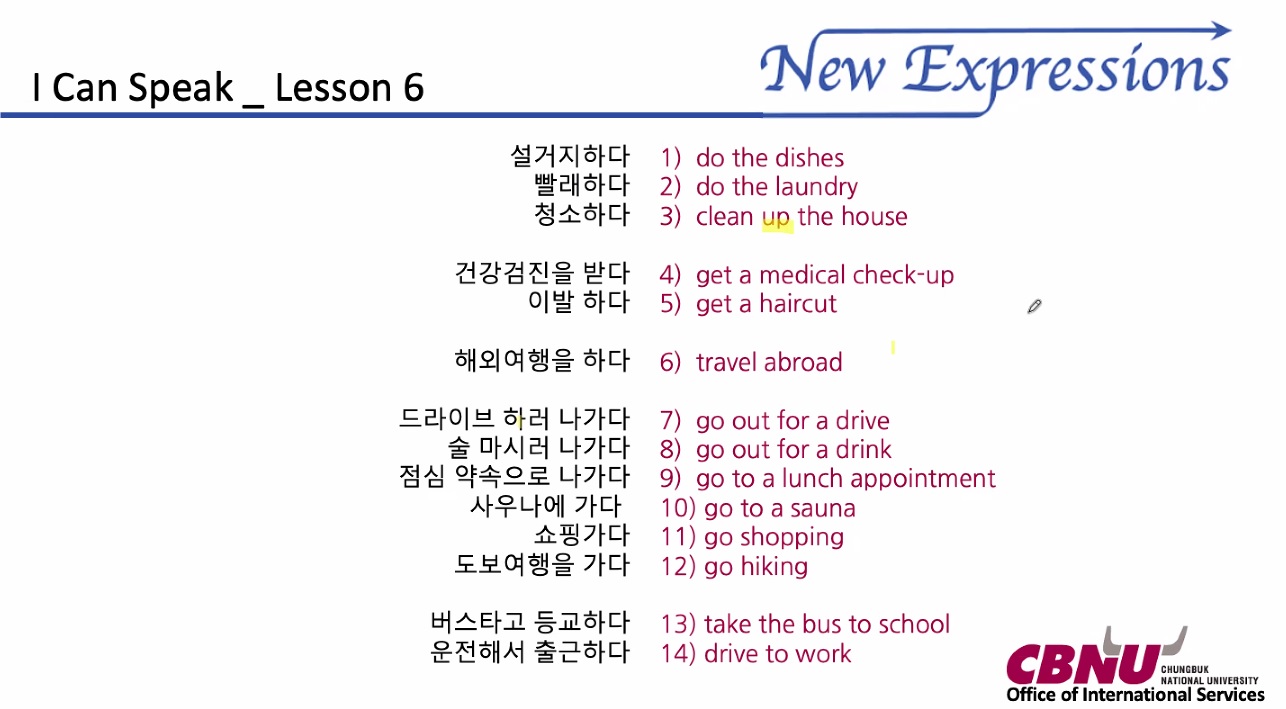 I Can Speak _ Lesson 6
New Expressions
설거지하다 1) do the dishes
빨래하다 2) do the laundry
청소하다 3) clean up the house
건강검진을 받다 4) get a medical check-up
이발 하다 5) get a haircut
해외여행을 하다 6) travel abroad
드라이브 하러 나가다 7) go out for a drive
술 마시러 나가다 8) go out for a drink
점심 약속으로 나가다 9) go to a lunch appointment
사우나에 가다 10) go to a sauna
쇼핑가다 11) go shopping
도보여행을 가다 12) go hiking
버스타고 등교하다 13) take the bus to school
운전해서 출근하다 14) drive to work
CBNU CHUNGBUK
NATIONAL UNIVERSITY
Office of International Services